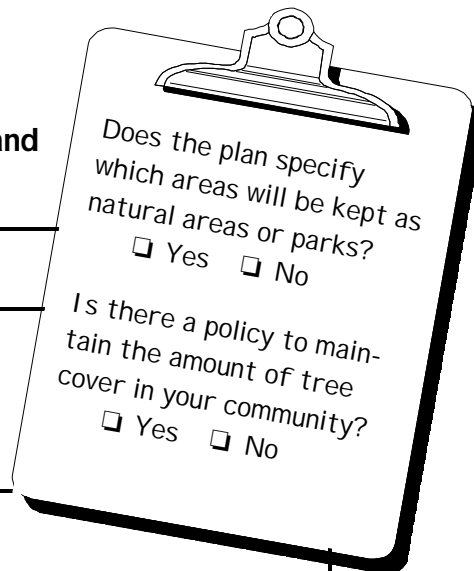 Does the plan specify
which areas will be kept as
natural areas or parks?
❏ Yes ❏ No
Is there a policy to main-
tain the amount of tree
cover in your community?
❏ Yes ❏ No